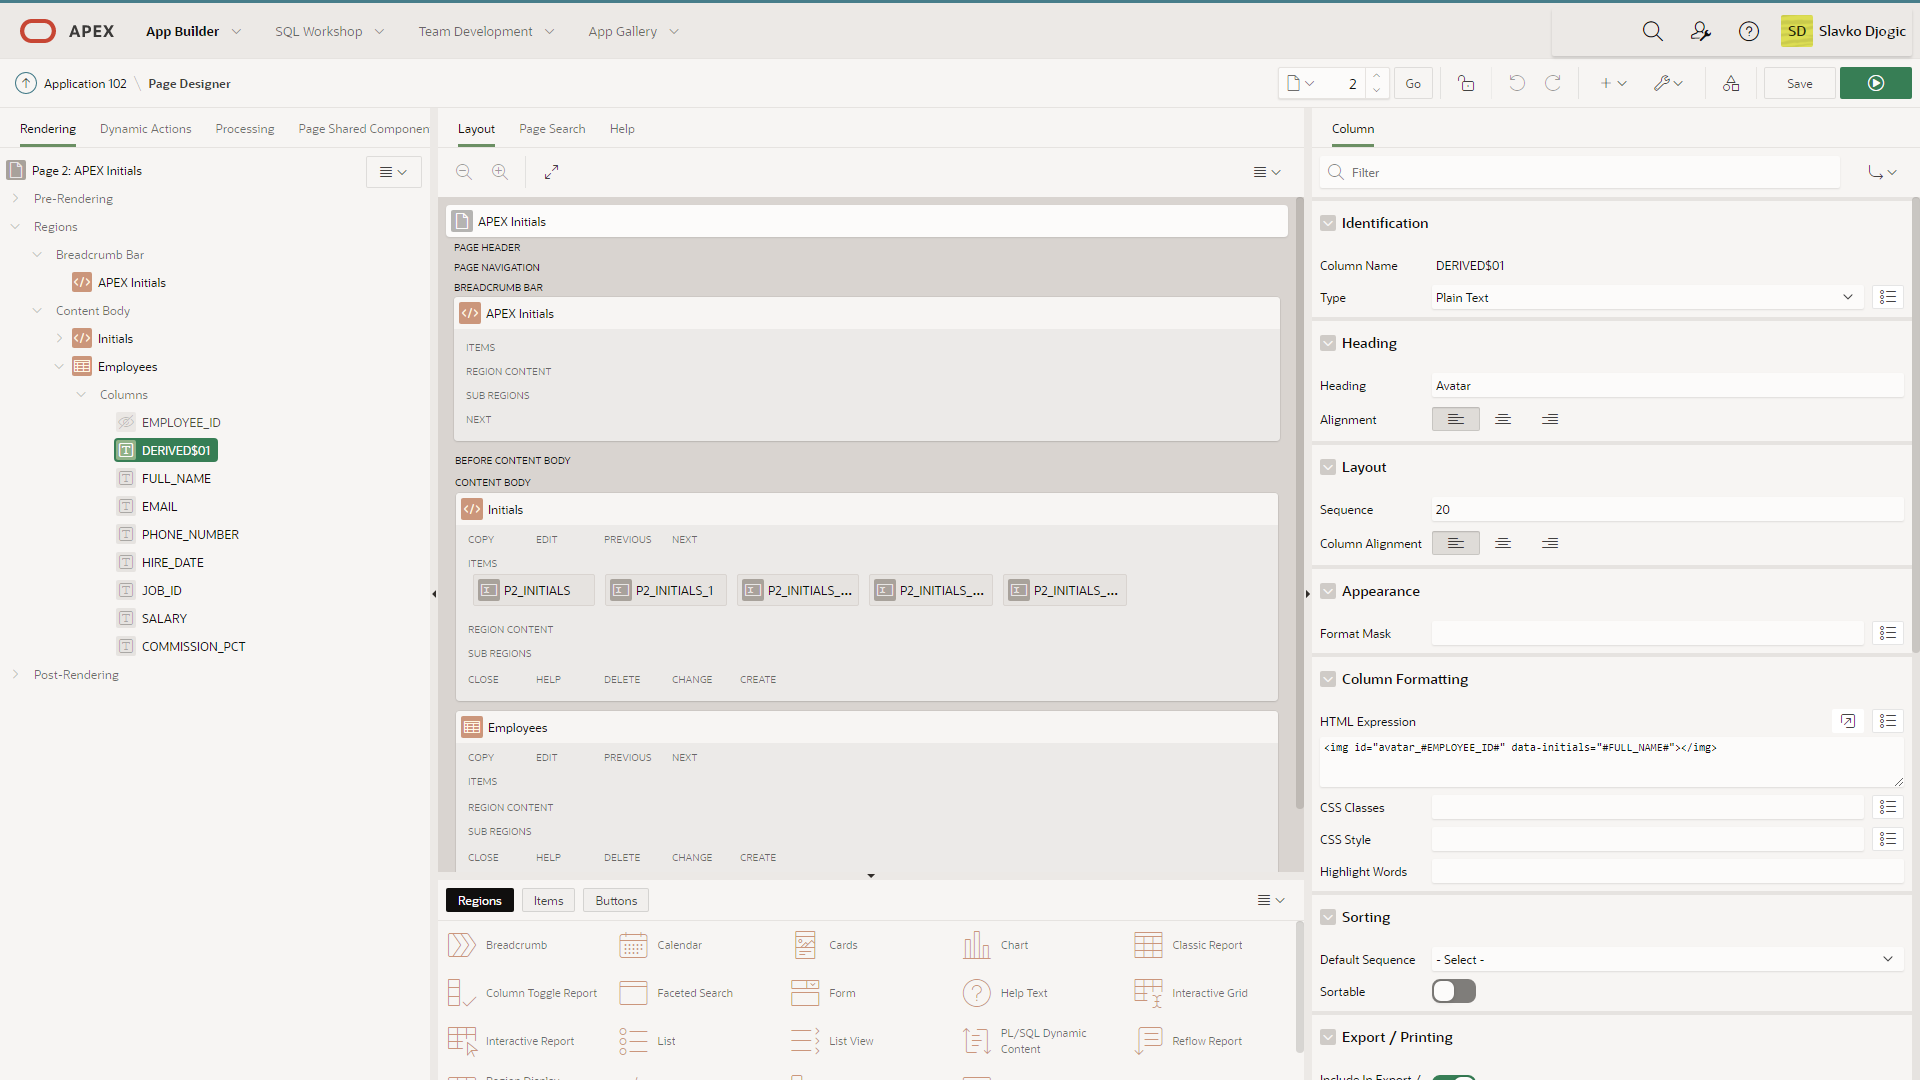 APEX
App Builder
SQL Workshop
Team Development
App Gallery
SD
Slavko Djogic
Application 102
\
Page Designer
2
Go
Save
Rendering
Dynamic Actions
Processing
Page Shared Componen
Page 2: APEX Initials
Pre-Rendering
Regions
Breadcrumb Bar
APEX Initials
Content Body
Initials
Employees
Columns
EMPLOYEE_ID
DERIVED$01
FULL_NAME
EMAIL
PHONE_NUMBER
HIRE_DATE
JOB_ID
SALARY
COMMISSION_PCT
Post-Rendering
Layout
Page Search
Help
APEX Initials
PAGE HEADER
PAGE NAVIGATION
BREADCRUMB BAR
APEX Initials
ITEMS
REGION CONTENT
SUB REGIONS
NEXT
BEFORE CONTENT BODY
CONTENT BODY
Initials
COPY EDIT PREVIOUS NEXT
ITEMS
P2_INITIALS P2_INITIALS_1 P2_INITIALS_... P2_INITIALS_... P2_INITIALS_...
REGION CONTENT
SUB REGIONS
CLOSE HELP DELETE CHANGE CREATE
Employees
COPY EDIT PREVIOUS NEXT
ITEMS
REGION CONTENT
SUB REGIONS
CLOSE HELP DELETE CHANGE CREATE
Regions Items Buttons
Breadcrumb Calendar Cards Chart Classic Report
Column Toggle Report Faceted Search Form Help Text Interactive Grid
Interactive Report List List View PL/SQL Dynamic Content Reflow Report
Region Display
Column
Filter
Identification
Column Name DERIVED$01
Type Plain Text
Heading
Heading Avatar
Alignment
Layout
Sequence 20
Column Alignment
Appearance
Format Mask
Column Formatting
HTML Expression
<img id="avatar_#EMPLOYEE_ID#" data-initials="#FULL_NAME#"></img>
CSS Classes
CSS Style
Highlight Words
Sorting
Default Sequence - Select -
Sortable
Export / Printing
Include In Export /